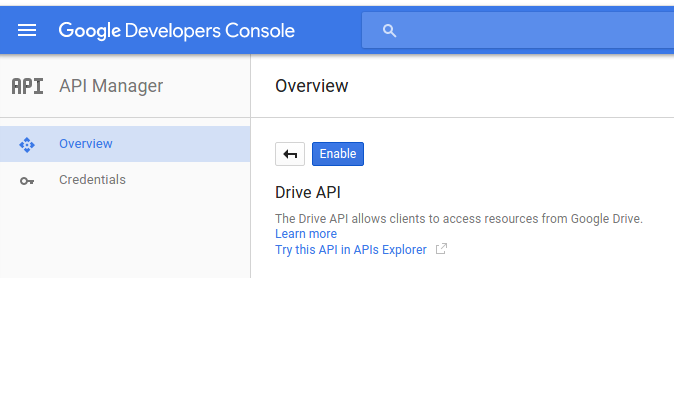 Google Developers Console
API API Manager
Overview
Overview
Credentials
Enable
Drive API
The Drive API allows clients to access resources from Google Drive.
Learn more
Try this API in APIs Explorer